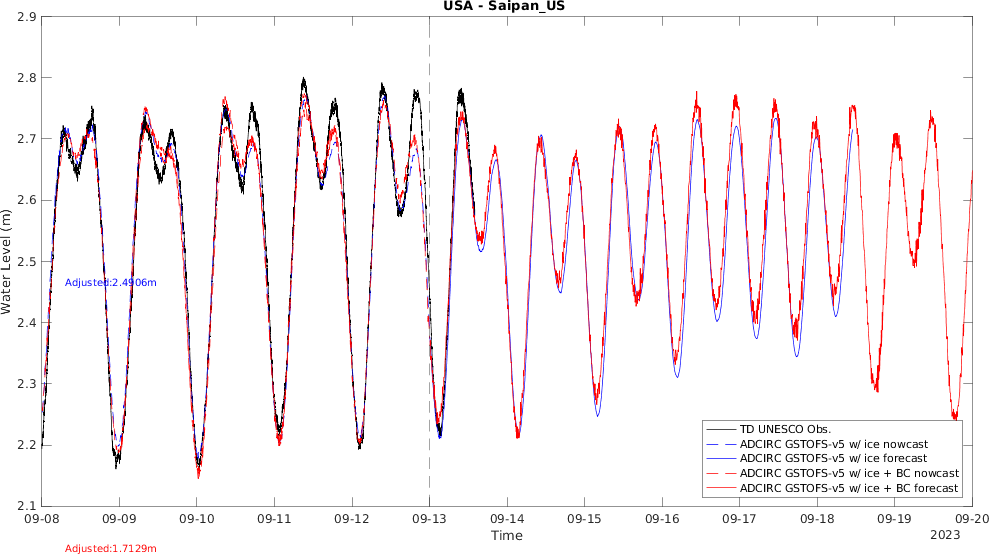 USA - Saipan_US
2.9
2.8
2.7
2.6
2.5
2.4
2.3
2.2
2.1
Water Level (m)
Adjusted:2.4906m
TD UNESCO Obs.
ADCIRC GSTOFS-v5 w/ ice nowcast
ADCIRC GSTOFS-v5 w/ ice forecast
ADCIRC GSTOFS-v5 w/ ice + BC nowcast
ADCIRC GSTOFS-v5 w/ ice + BC forecast
09-08 09-09 09-10 09-11 09-12 09-13 09-14 09-15 09-16 09-17 09-18 09-19 09-20
Time
2023
Adjusted:1.7129m